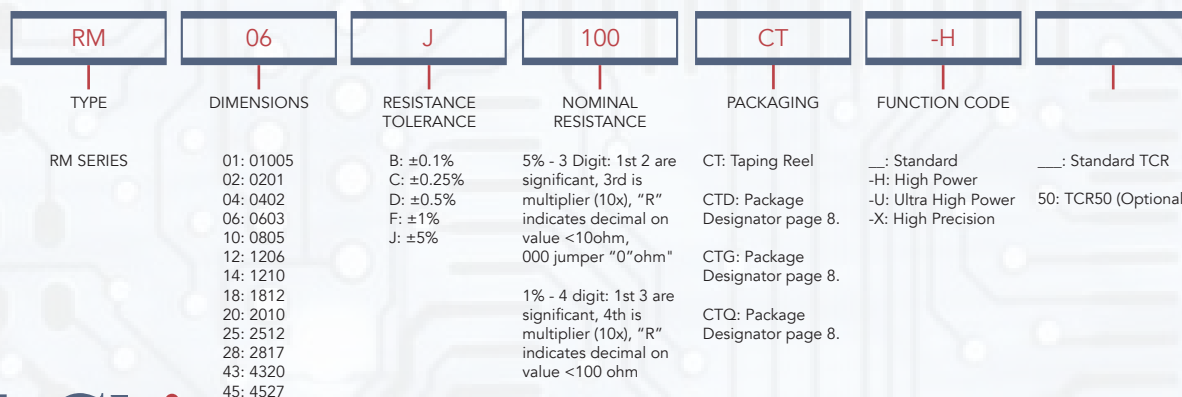 RM 06 J 100 CT -H
TYPE
DIMENSIONS
RESISTANCE
TOLERANCE
NOMINAL
RESISTANCE
PACKAGING
FUNCTION CODE
RM SERIES
01: 01005
02: 0201
04: 0402
06: 0603
10: 0805
12: 1206
14: 1210
18: 1812
20: 2010
25: 2512
28: 2817
43: 4320
45: 4527
B: ±0.1%
C: ±0.25%
D: ±0.5%
F: ±1%
J: ±5%
5% - 3 Digit: 1st 2 are
significant, 3rd is
multiplier (10x), “R”
indicates decimal on
value <10ohm,
000 jumper “0”ohm"
1% - 4 digit: 1st 3 are
significant, 4th is
multiplier (10x), “R”
indicates decimal on
value <100 ohm
CT: Taping Reel
CTD: Package
Designator page 8.
CTG: Package
Designator page 8.
CTQ: Package
Designator page 8.
__: Standard
-H: High Power
-U: Ultra High Power
-X: High Precision
___: Standard TCR
50: TCR50 (Optional